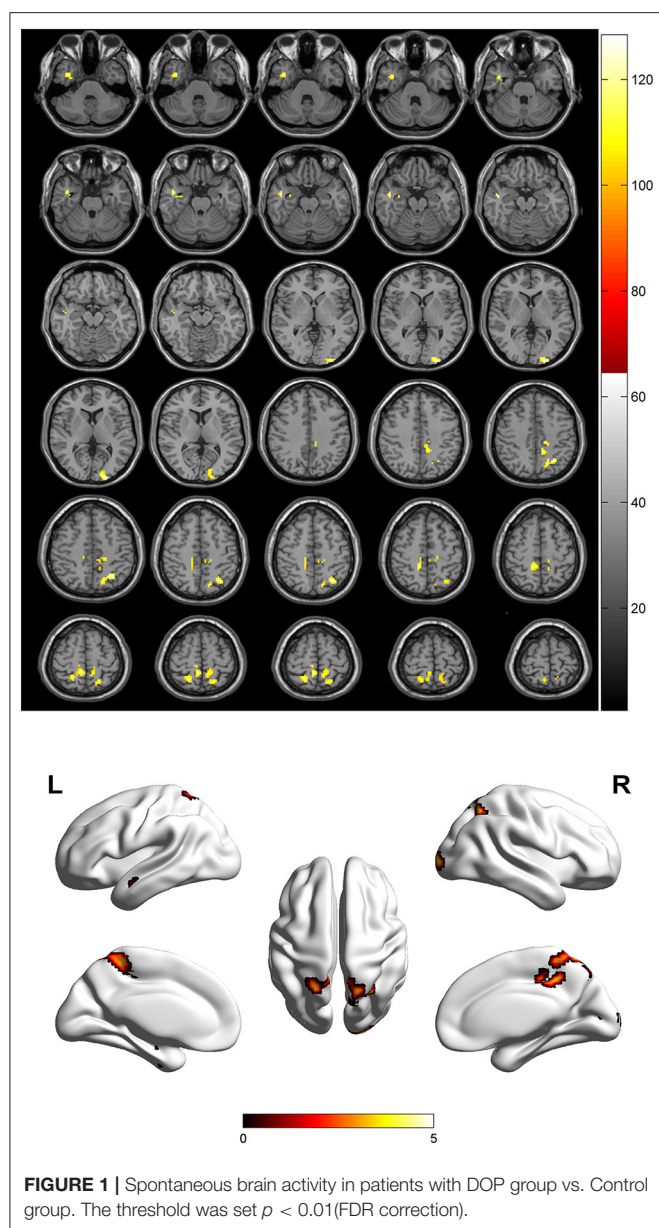 120
100
80
60
40
20
L
R
0
5
FIGURE 1 | Spontaneous brain activity in patients with DOP group vs. Control
group. The threshold was set p < 0.01(FDR correction).